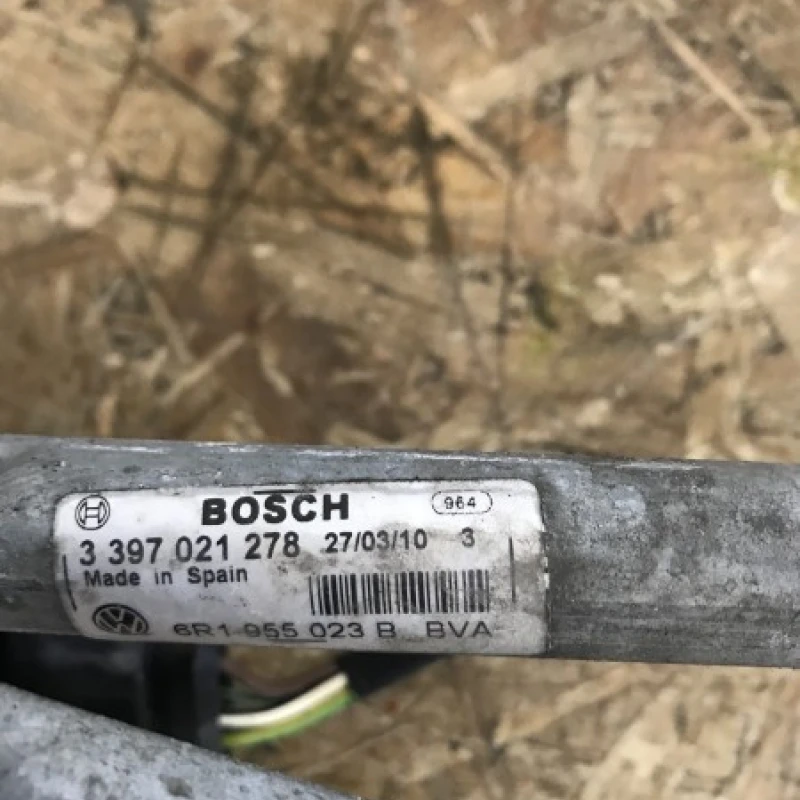 BOSCH 964
3 397 021 278 27/03/10 3
Made in Spain
6R1 955 023 B BVA